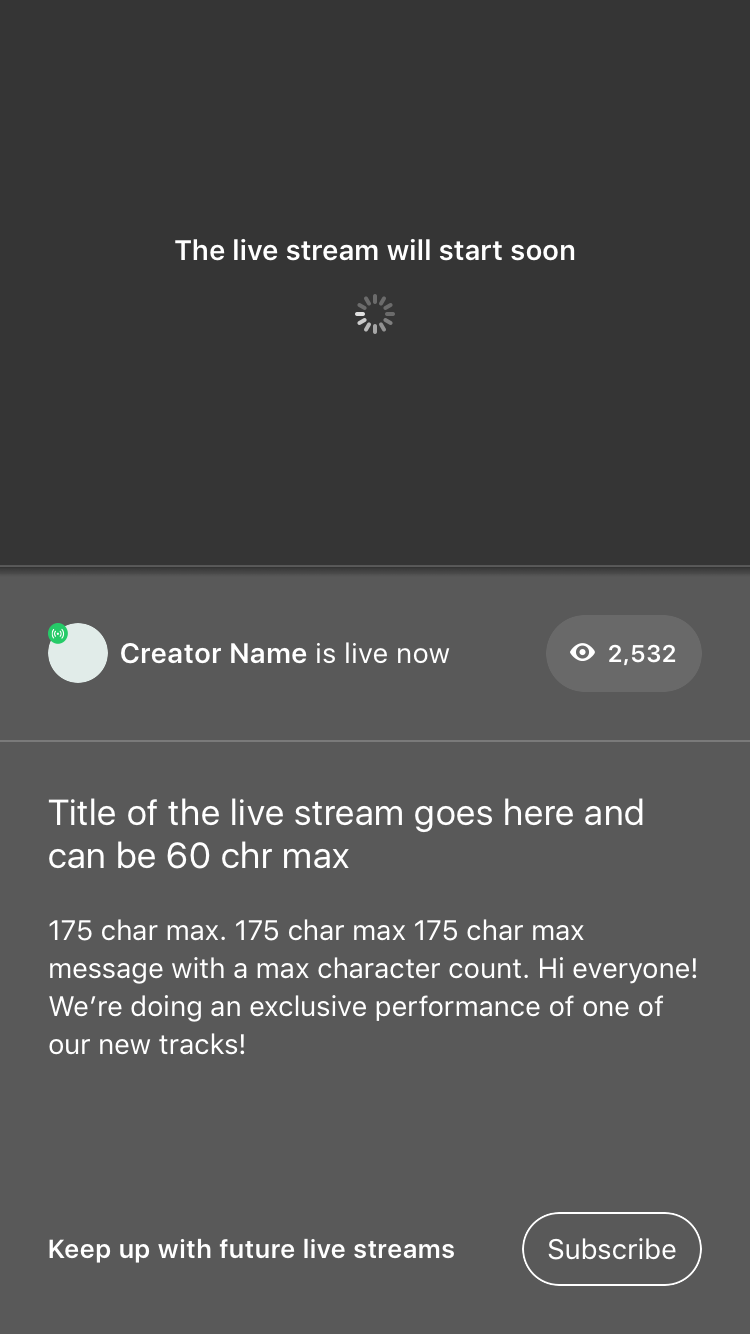 The live stream will start soon
Creator Name is live now
2,532
Title of the live stream goes here and
can be 60 chr max
175 char max. 175 char max 175 char max
message with a max character count. Hi everyone!
We’re doing an exclusive performance of one of
our new tracks!
Keep up with future live streams
Subscribe